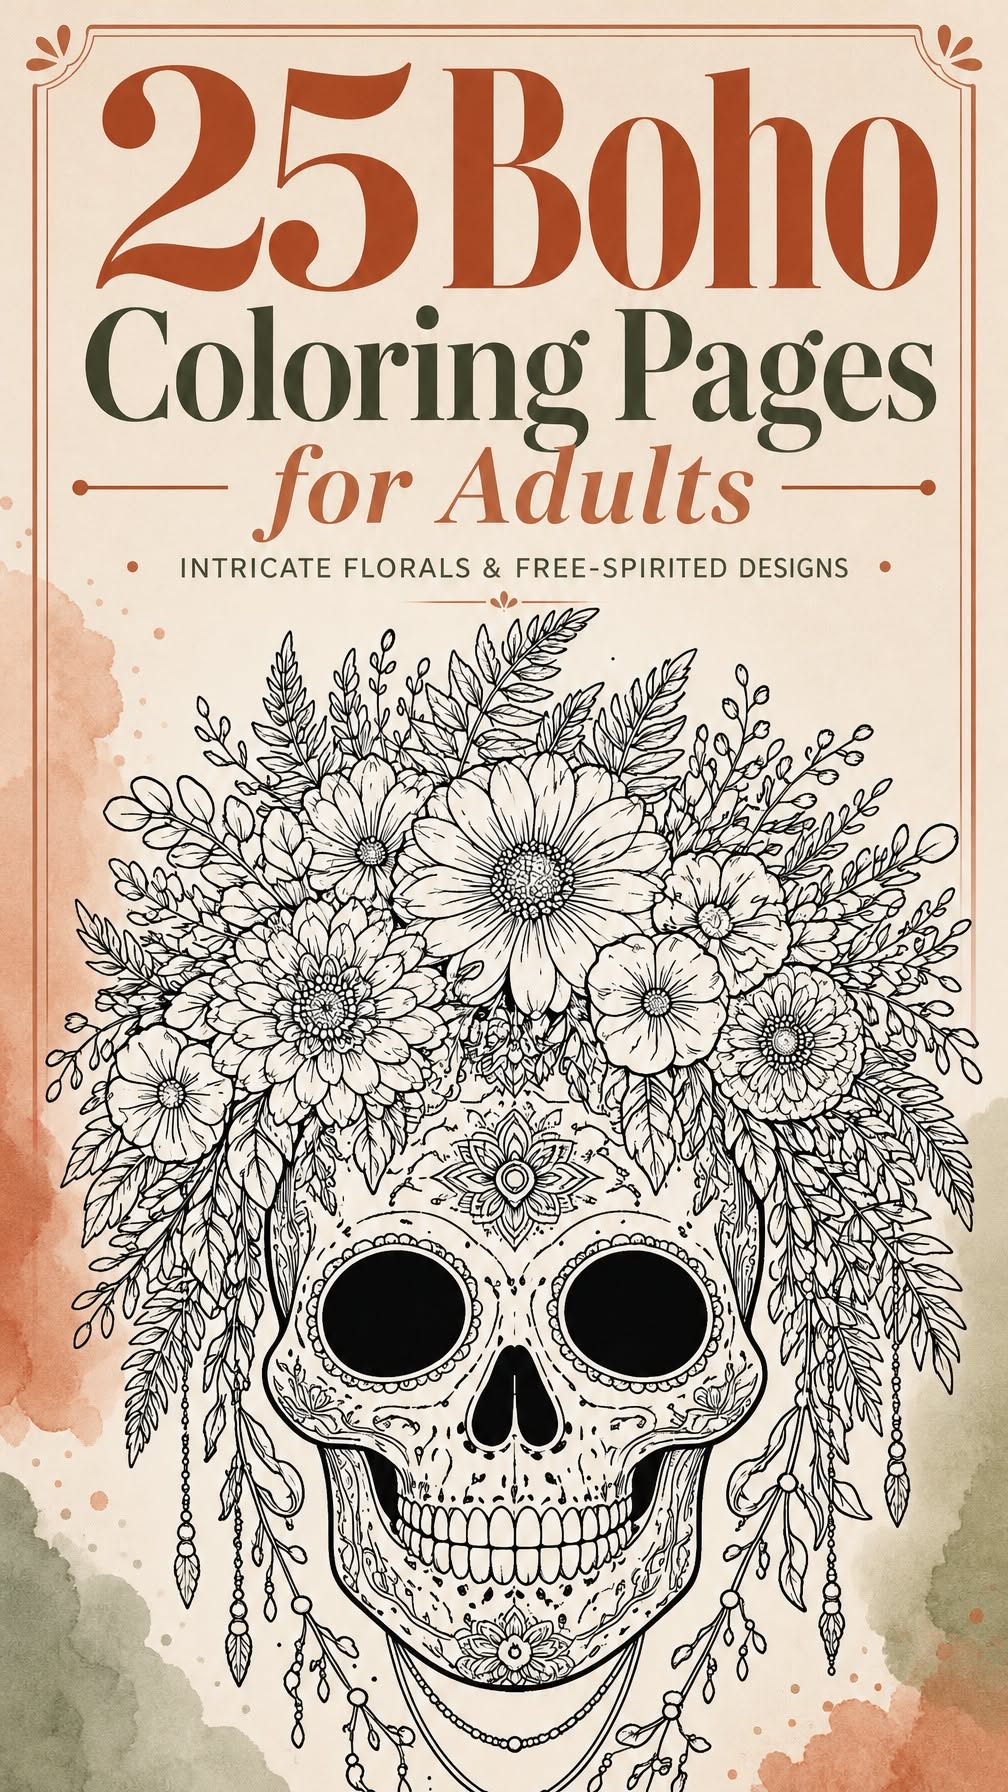 25 Boho
Coloring Pages
for Adults
INTRICATE FLORALS & FREE-SPIRITED DESIGNS